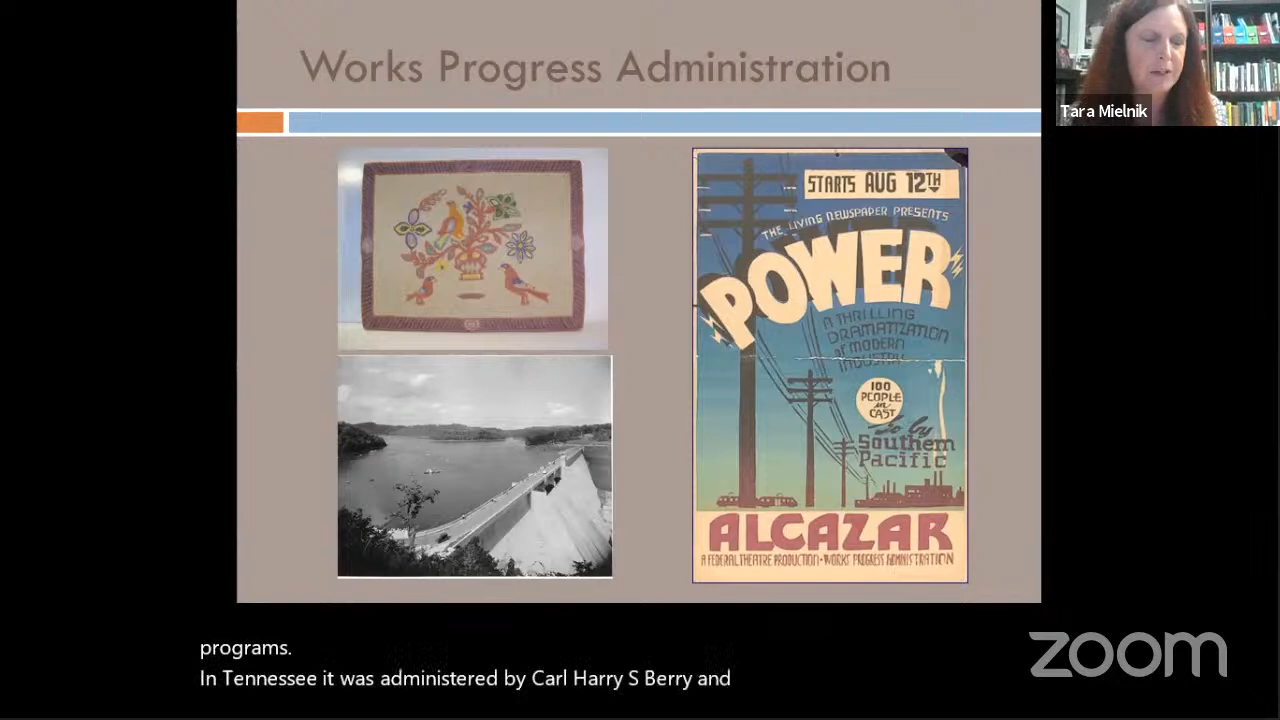 Works Progress Administration
Tara Mielnik
STARTS AUG 12TH
THE LIVING NEWSPAPER PRESENTS
POWER
A THRILLING
DRAMATIZATION
of MODERN
INDUSTRY
100
PEOPLE
in
CAST
Go by
Southern
Pacific
ALCAZAR
A FEDERAL THEATRE PRODUCTION • WORKS PROGRESS ADMINISTRATION
programs.
In Tennessee it was administered by Carl Harry S Berry and
zoom